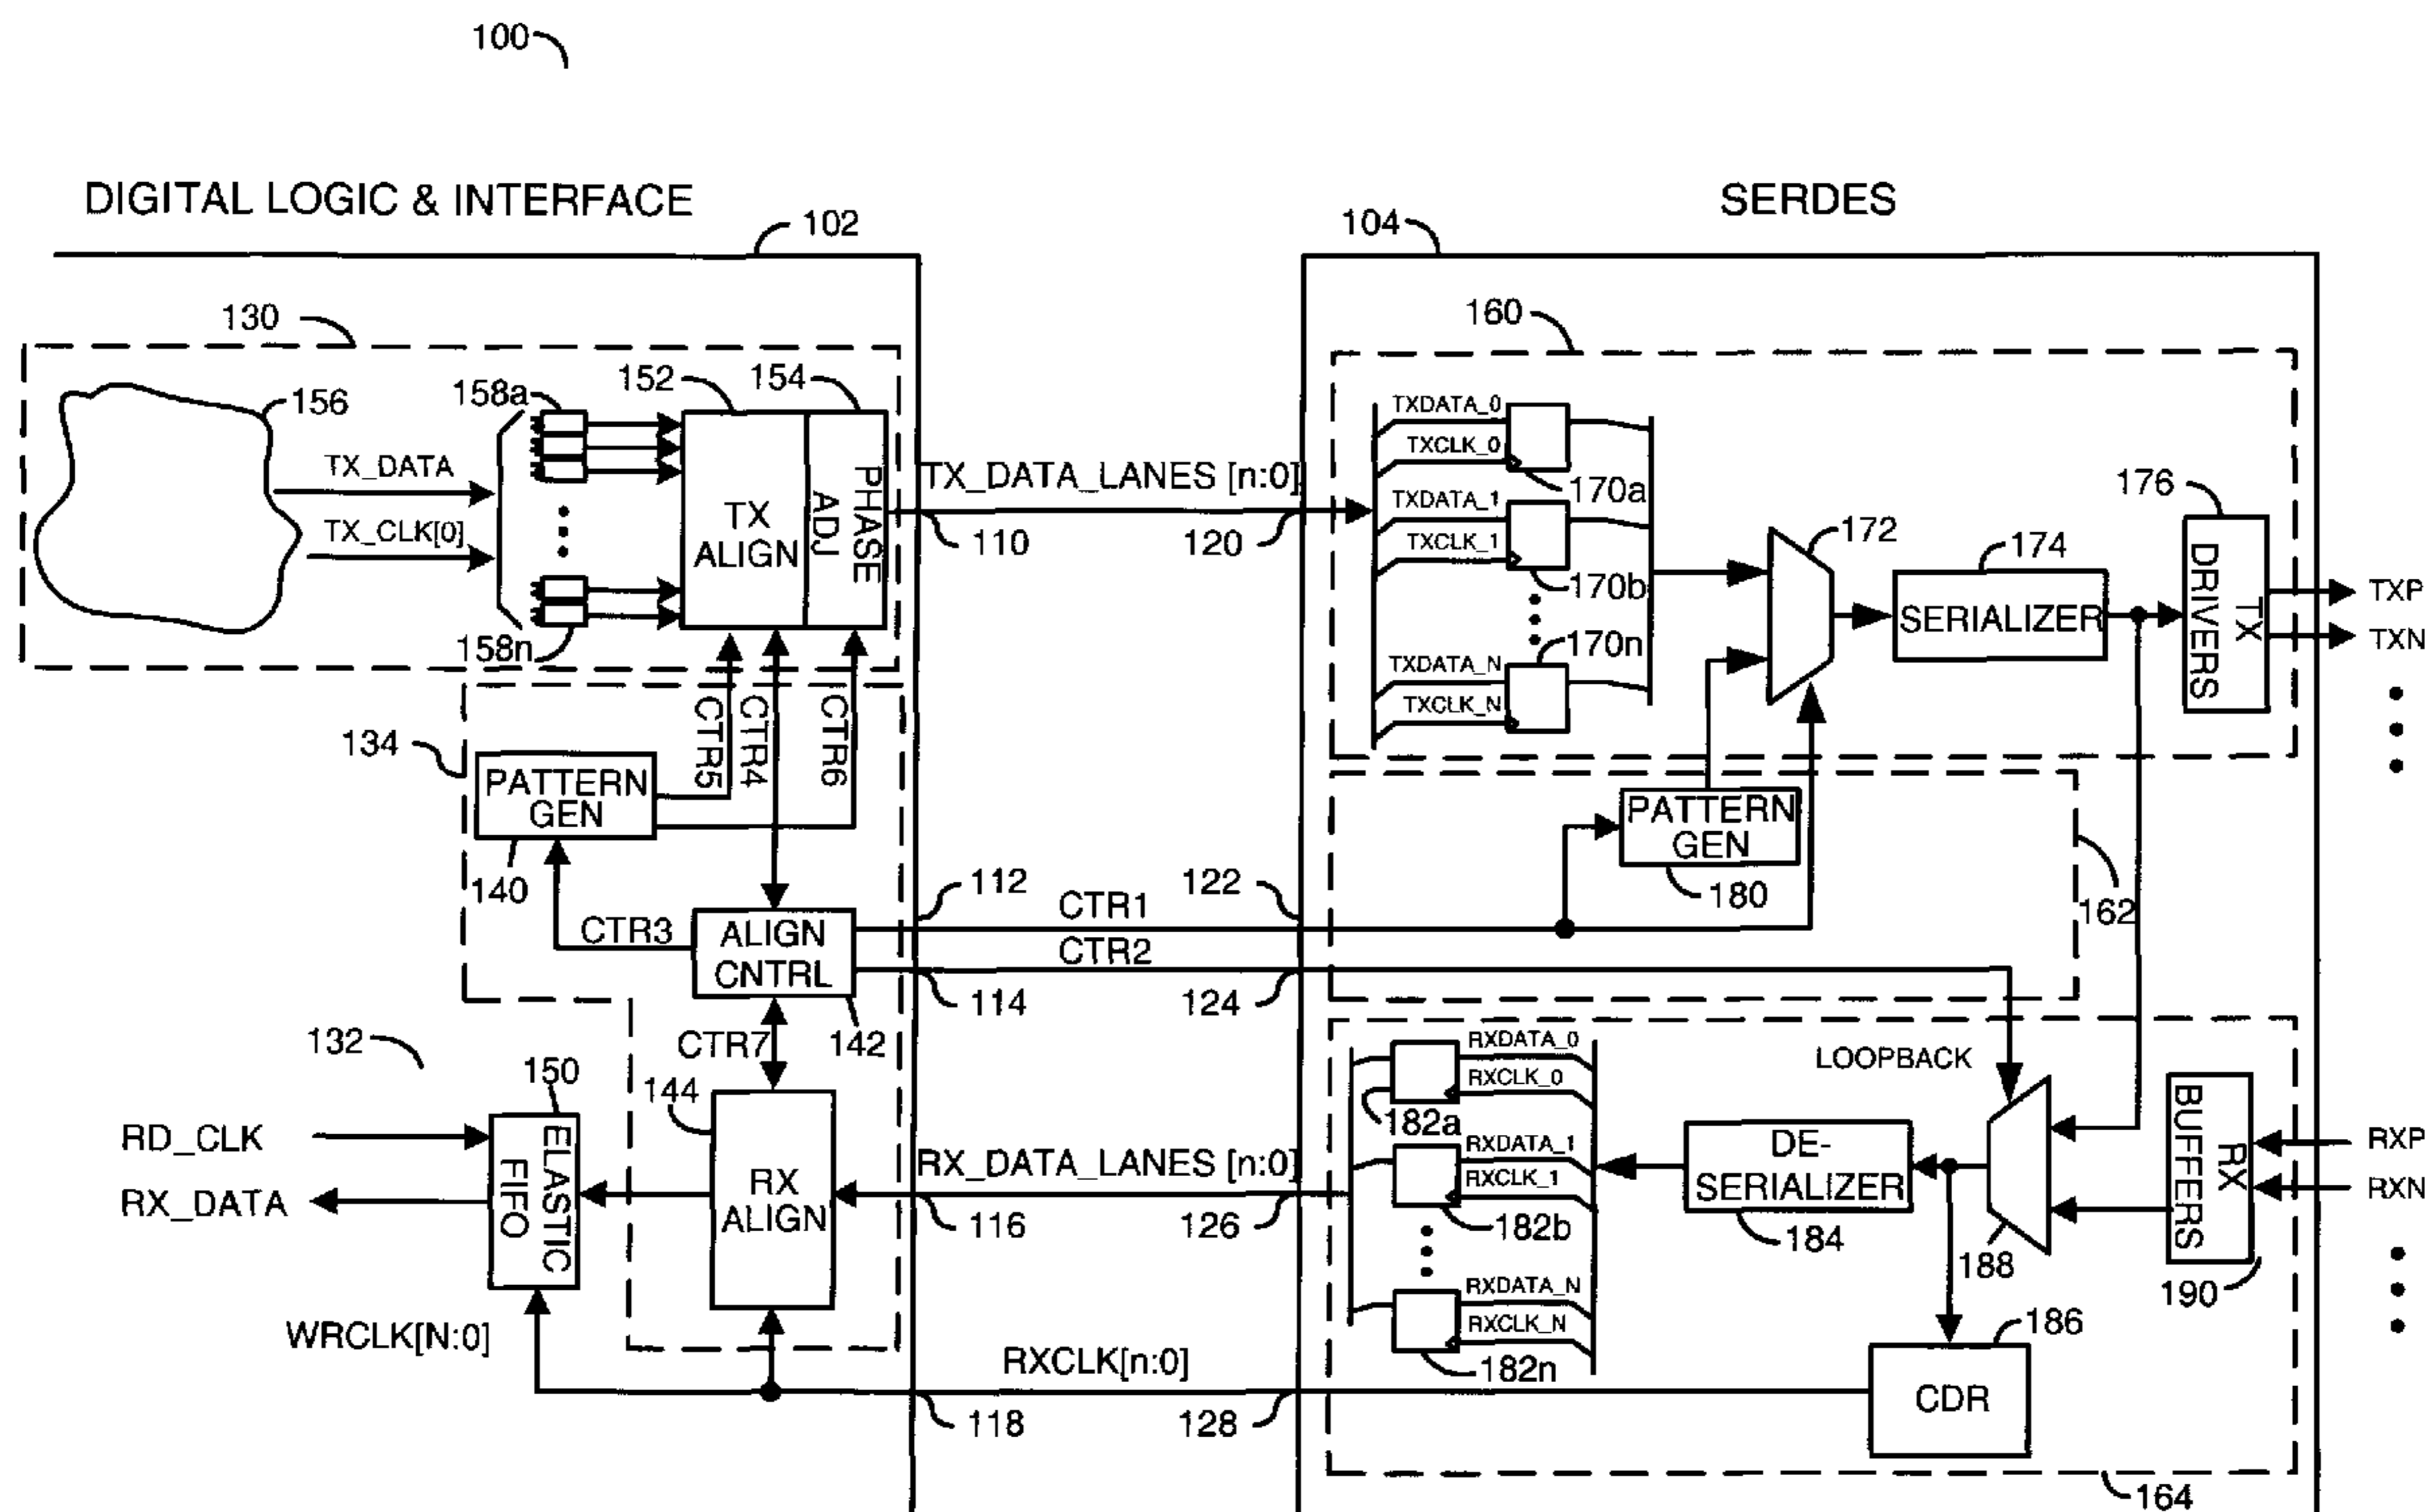 100
DIGITAL LOGIC & INTERFACE
SERDES
102
104
130
160
156
158a
152
154
TX_DATA
TX_CLK[0]
158n
TX
ALIGN
PHASE
ADJ
TX_DATA_LANES [n:0]
110
120
TXDATA_0
TXCLK_0
170a
TXDATA_1
TXCLK_1
170b
TXDATA_N
TXCLK_N
170n
172
174
SERIALIZER
176
TX
DRIVERS
TXP
TXN
134
PATTERN
GEN
140
CTR5
CTR4
CTR6
CTR3
ALIGN
CNTRL
142
112
122
CTR1
CTR2
114
124
PATTERN
GEN
180
162
132
150
CTR7
144
RD_CLK
RX_DATA
ELASTIC
FIFO
RX
ALIGN
WRCLK[N:0]
RX_DATA_LANES [n:0]
116
126
RXCLK[n:0]
118
128
RXDATA_0
RXCLK_0
182a
RXDATA_1
RXCLK_1
182b
RXDATA_N
RXCLK_N
182n
LOOPBACK
DE-
SERIALIZER
184
188
RX
BUFFERS
190
RXP
RXN
186
CDR
164